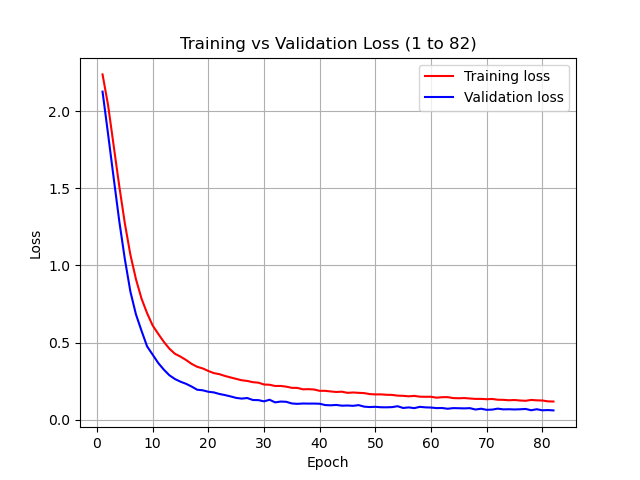 Training vs Validation Loss (1 to 82)
Training loss
Validation loss
Loss
2.0
1.5
1.0
0.5
0.0
0 10 20 30 40 50 60 70 80
Epoch